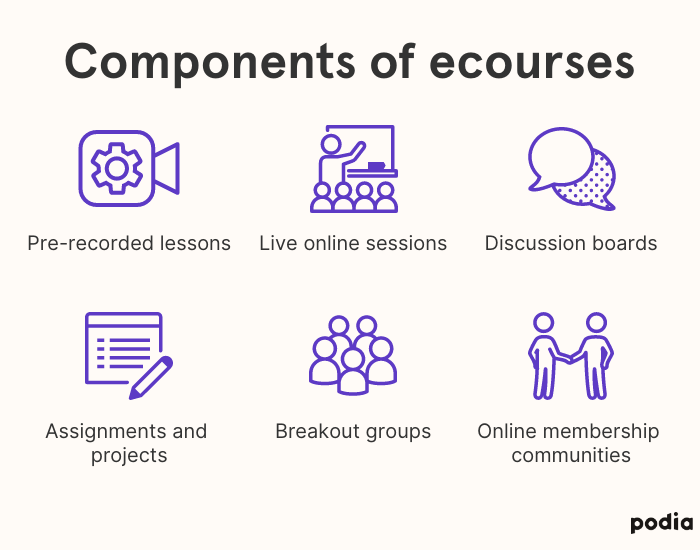 Components of ecourses
Pre-recorded lessons
Live online sessions
Discussion boards
Assignments and
projects
Breakout groups
Online membership
communities
podia